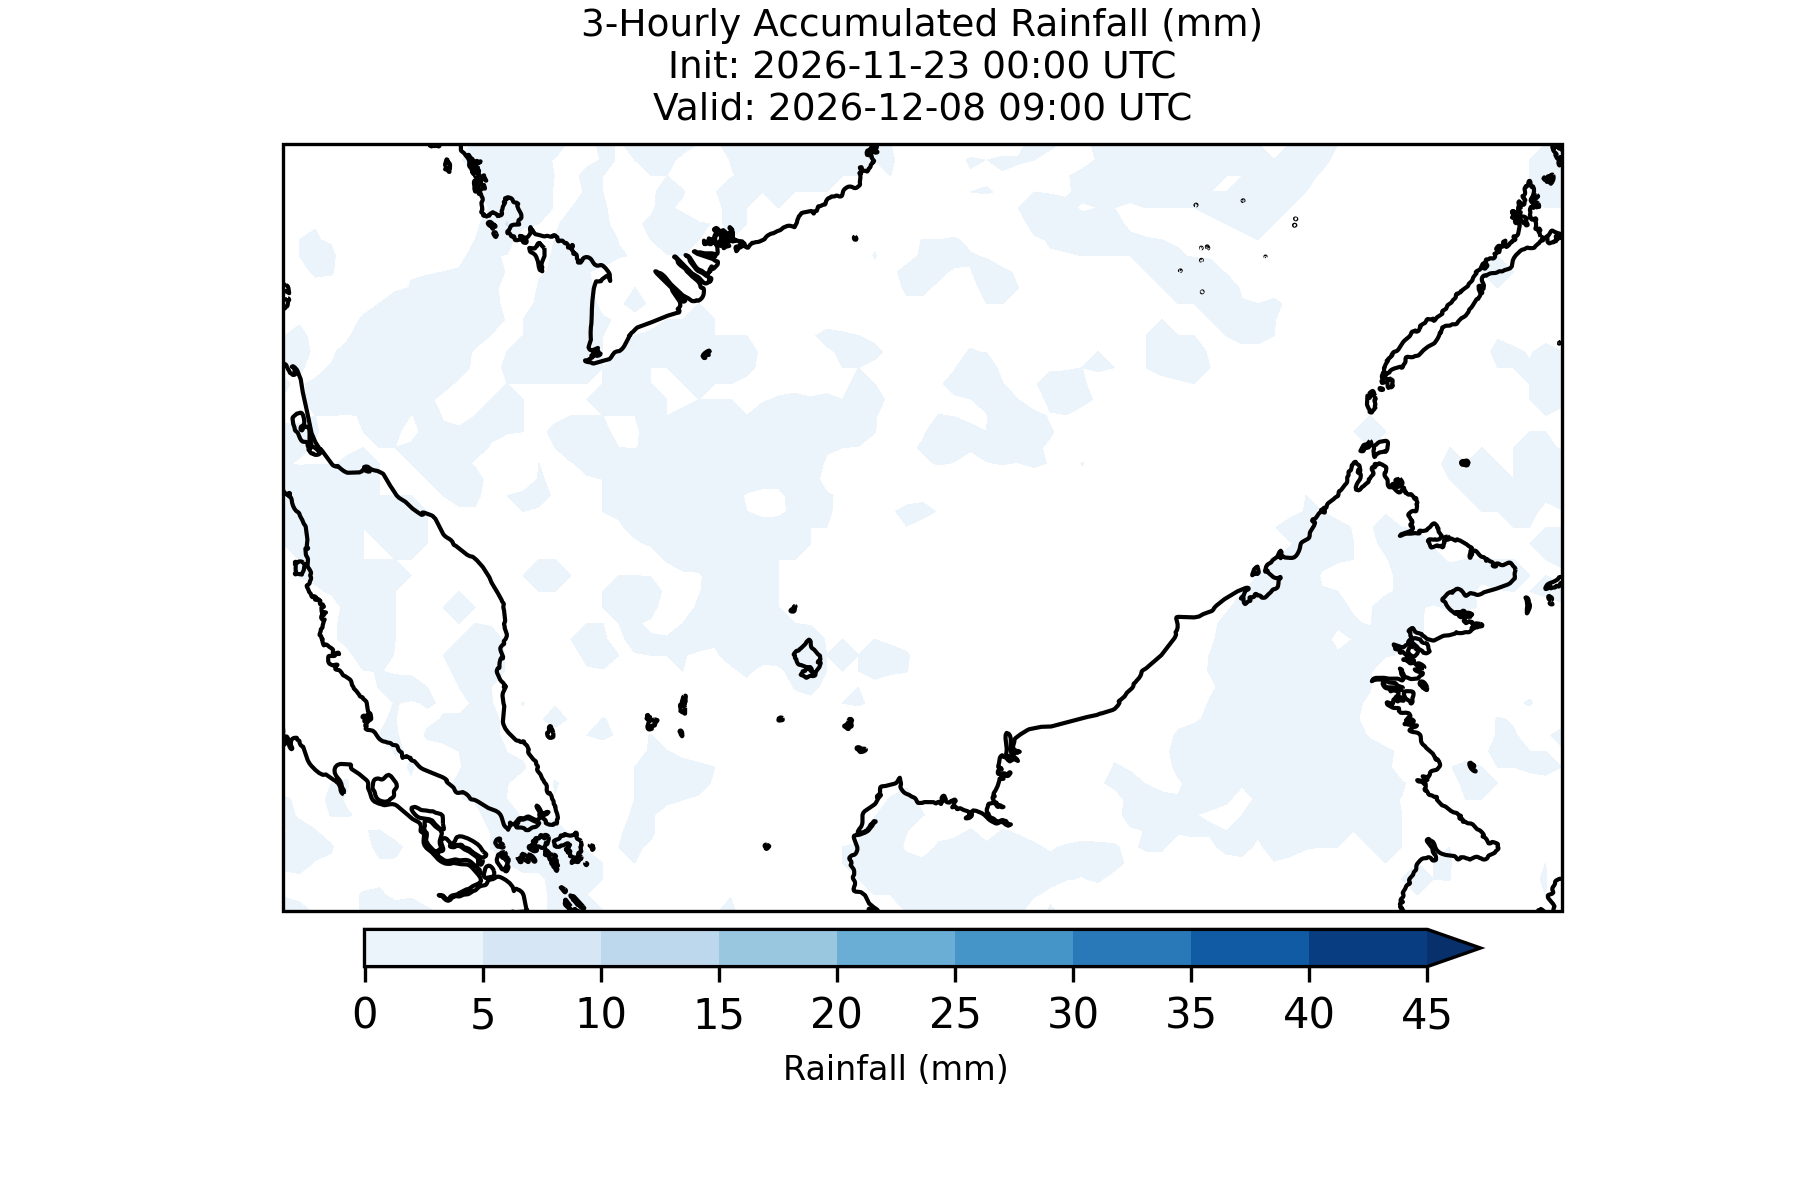 3-Hourly Accumulated Rainfall (mm)
Init: 2026-11-23 00:00 UTC
Valid: 2026-12-08 09:00 UTC
0 5 10 15 20 25 30 35 40 45
Rainfall (mm)